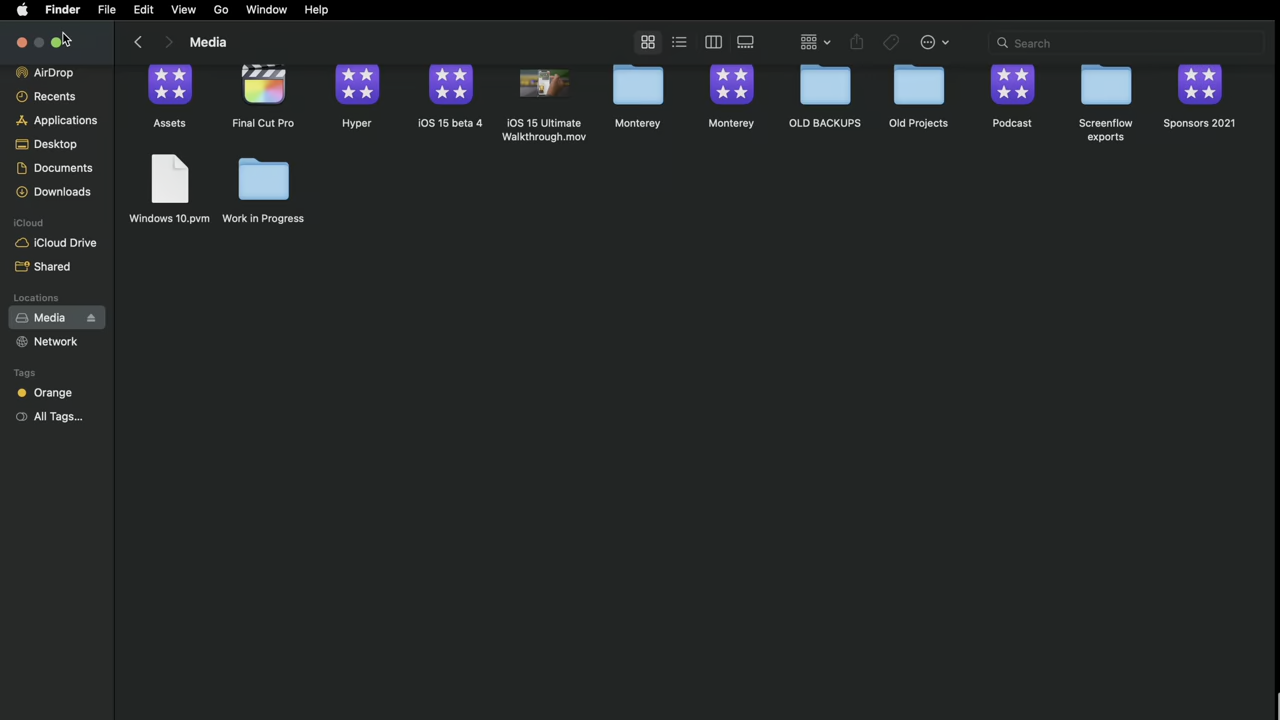 Finder File Edit View Go Window Help
Media
Search
AirDrop
Recents
Applications
Desktop
Documents
Downloads
iCloud
iCloud Drive
Shared
Locations
Media
Network
Tags
Orange
All Tags...
Assets
Final Cut Pro
Hyper
iOS 15 beta 4
iOS 15 Ultimate
Walkthrough.mov
Monterey
Monterey
OLD BACKUPS
Old Projects
Podcast
Screenflow
exports
Sponsors 2021
Windows 10.pvm
Work in Progress